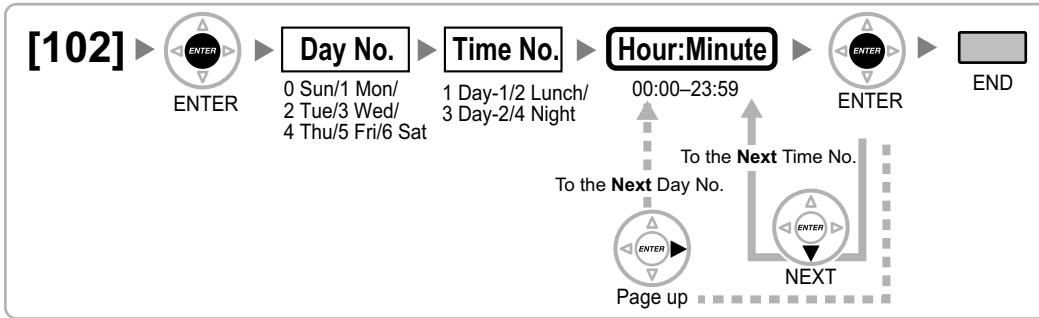 [102]
ENTER
ENTER
Day No.
0 Sun/1 Mon/
2 Tue/3 Wed/
4 Thu/5 Fri/6 Sat
Time No.
1 Day-1/2 Lunch/
3 Day-2/4 Night
Hour:Minute
00:00–23:59
ENTER
ENTER
END
To the Next Time No.
To the Next Day No.
ENTER
Page up
ENTER
NEXT